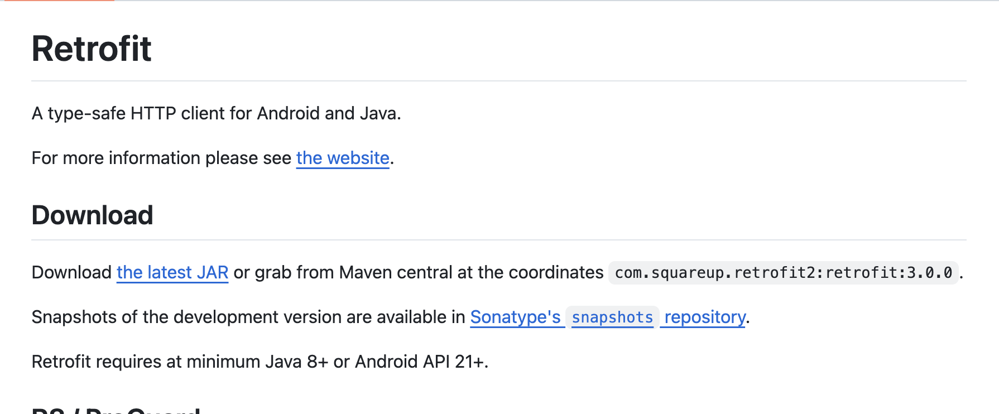 Retrofit
A type-safe HTTP client for Android and Java.
For more information please see the website.
Download
Download the latest JAR or grab from Maven central at the coordinates com.squareup.retrofit2:retrofit:3.0.0.
Snapshots of the development version are available in Sonatype's snapshots repository.
Retrofit requires at minimum Java 8+ or Android API 21+.
R8 / ProGuard